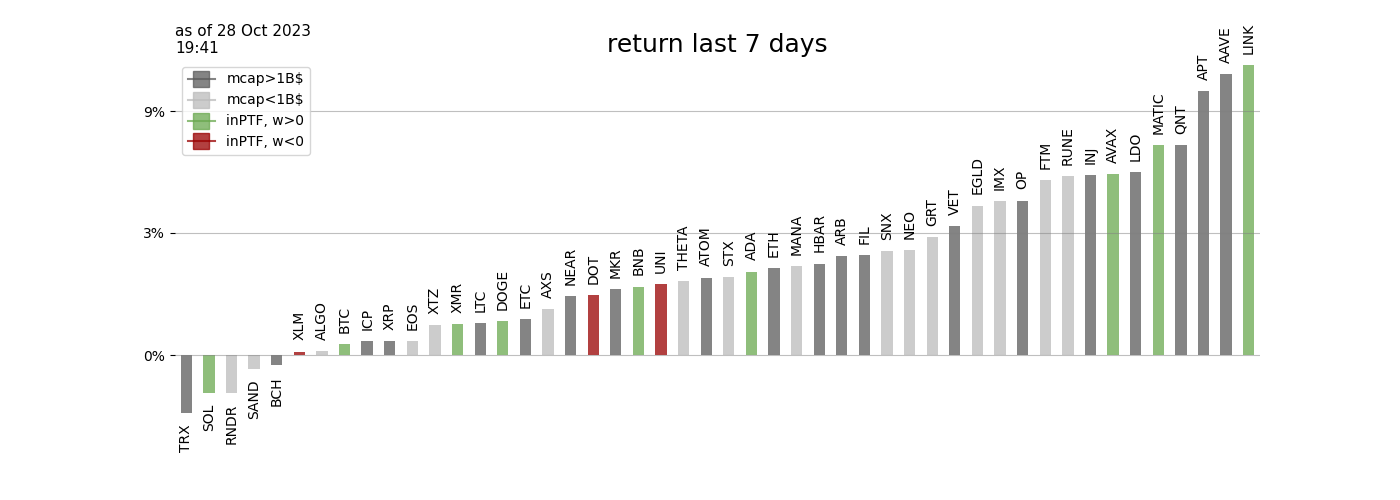 as of 28 Oct 2023
19:41
return last 7 days
mcap>1B$
mcap<1B$
inPTF, w>0
inPTF, w<0
9%
3%
0%
TRX
SOL
RNDR
SAND
BCH
XLM
ALGO
BTC
ICP
XRP
EOS
XTZ
XMR
LTC
DOGE
ETC
AXS
NEAR
DOT
MKR
BNB
UNI
THETA
ATOM
STX
ADA
ETH
MANA
HBAR
ARB
FIL
SNX
NEO
GRT
VET
EGLD
IMX
OP
FTM
RUNE
INJ
AVAX
LDO
MATIC
QNT
APT
AAVE
LINK